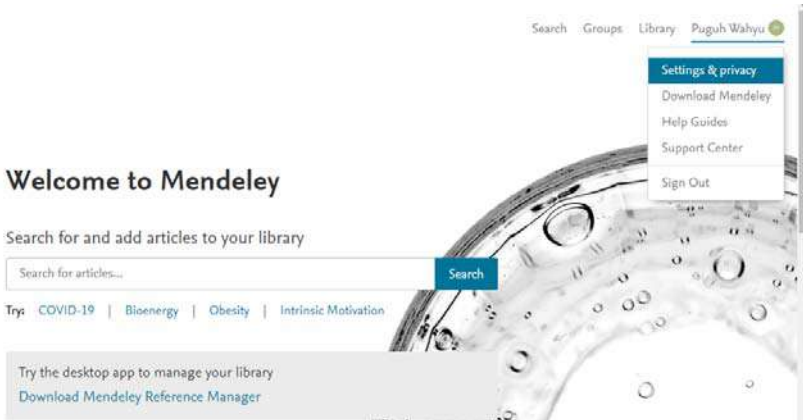 Search Groups Library Puguh Wahyu
Settings & privacy
Download Mendeley
Help Guides
Support Center
Sign Out
Welcome to Mendeley
Search for and add articles to your library
Search for articles... Search
Try: COVID-19 | Bioenergy | Obesity | Intrinsic Motivation
Try the desktop app to manage your library
Download Mendeley Reference Manager